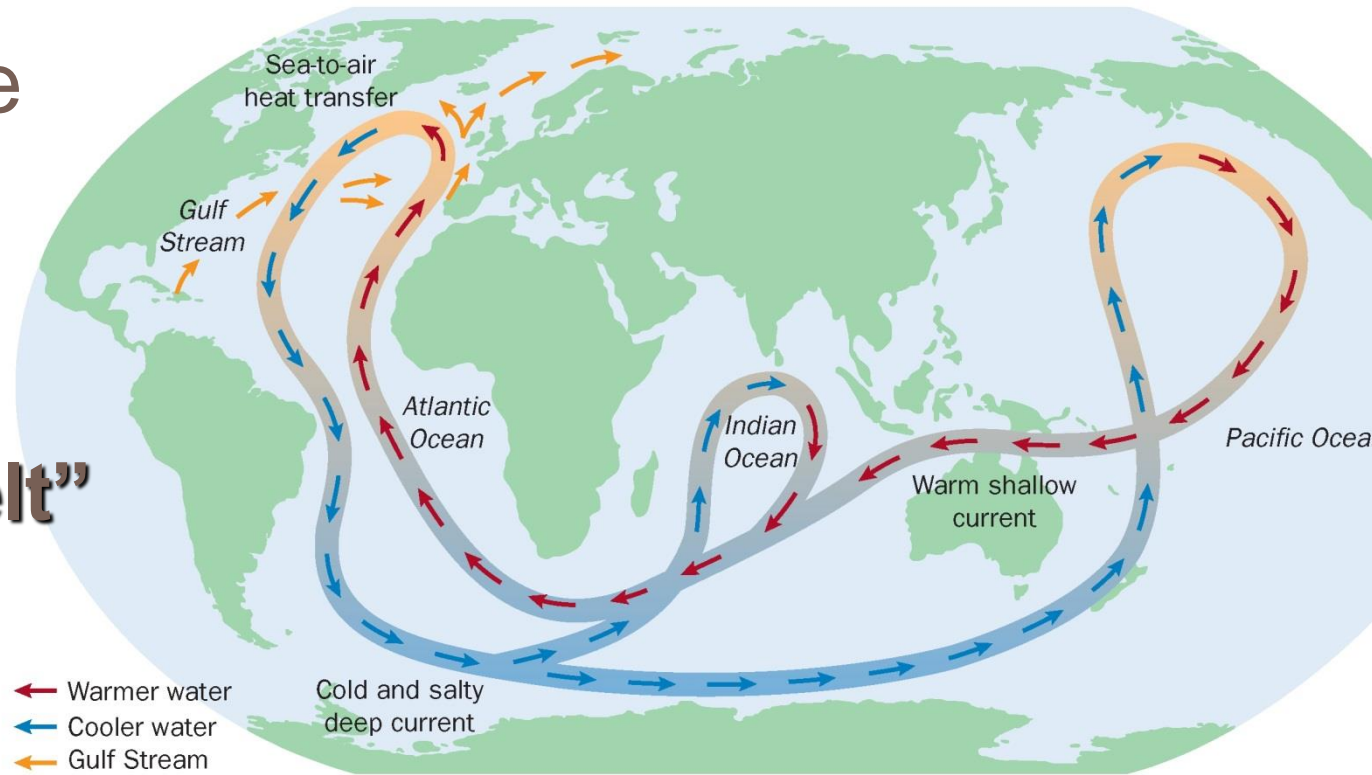 e
elt”
Sea-to-air
heat transfer
Gulf
Stream
Atlantic
Ocean
Indian
Ocean
Pacific Ocea
Warm shallow
current
Cold and salty
deep current
Warmer water
Cooler water
Gulf Stream